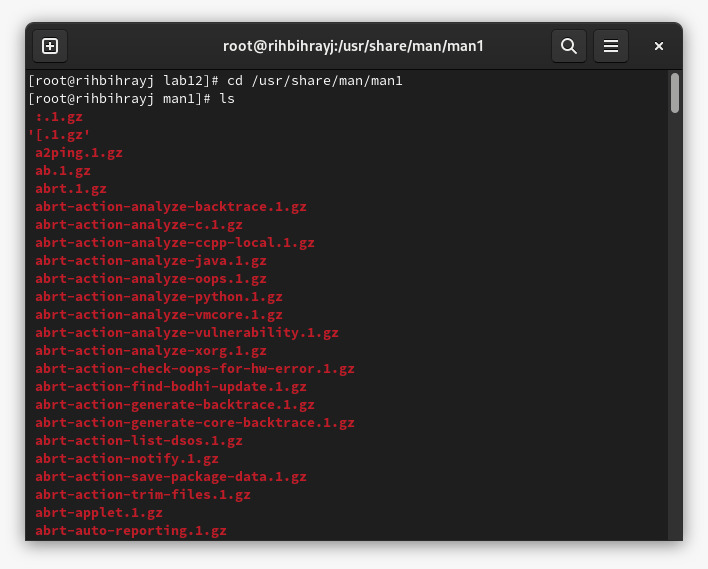 root@rihbihrayj:/usr/share/man/man1
[root@rihbihrayj lab12]# cd /usr/share/man/man1
[root@rihbihrayj man1]# ls
:.1.gz
'[.1.gz'
a2ping.1.gz
ab.1.gz
abrt.1.gz
abrt-action-analyze-backtrace.1.gz
abrt-action-analyze-c.1.gz
abrt-action-analyze-ccpp-local.1.gz
abrt-action-analyze-java.1.gz
abrt-action-analyze-oops.1.gz
abrt-action-analyze-python.1.gz
abrt-action-analyze-vmcore.1.gz
abrt-action-analyze-vulnerability.1.gz
abrt-action-analyze-xorg.1.gz
abrt-action-check-oops-for-hw-error.1.gz
abrt-action-find-bodhi-update.1.gz
abrt-action-generate-backtrace.1.gz
abrt-action-generate-core-backtrace.1.gz
abrt-action-list-dsos.1.gz
abrt-action-notify.1.gz
abrt-action-save-package-data.1.gz
abrt-action-trim-files.1.gz
abrt-applet.1.gz
abrt-auto-reporting.1.gz